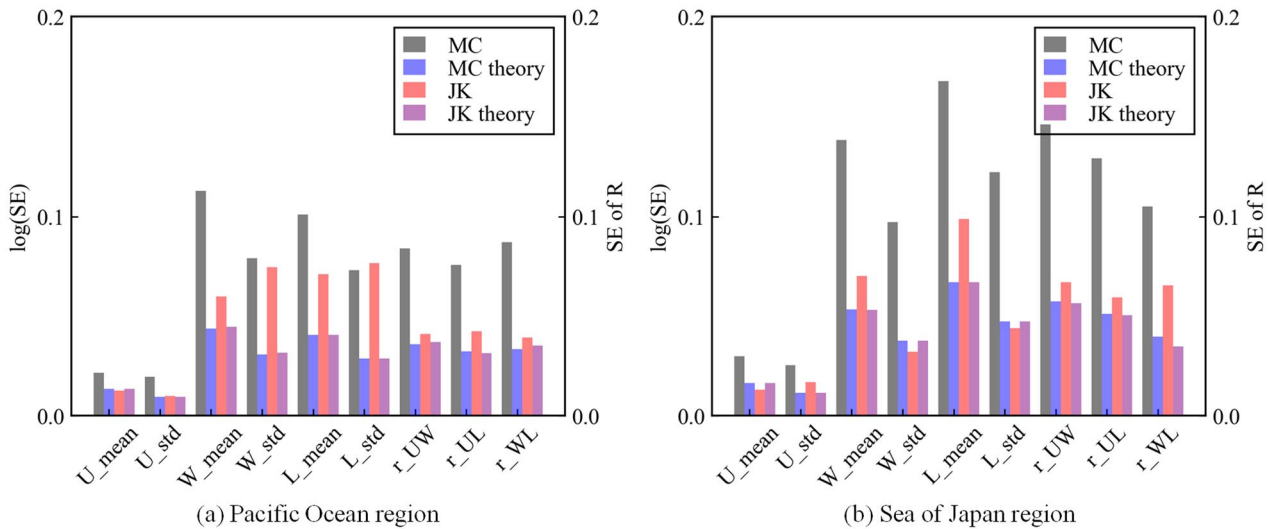 0.2
0.1
0.0
log(SE)
0.2
0.1
0.0
SE of R
MC
MC theory
JK
JK theory
U_mean
U_std
W_mean
W_std
L_mean
L_std
r_UW
r_UL
r_WL
(a) Pacific Ocean region
0.2
0.1
0.0
log(SE)
0.2
0.1
0.0
SE of R
MC
MC theory
JK
JK theory
U_mean
U_std
W_mean
W_std
L_mean
L_std
r_UW
r_UL
r_WL
(b) Sea of Japan region